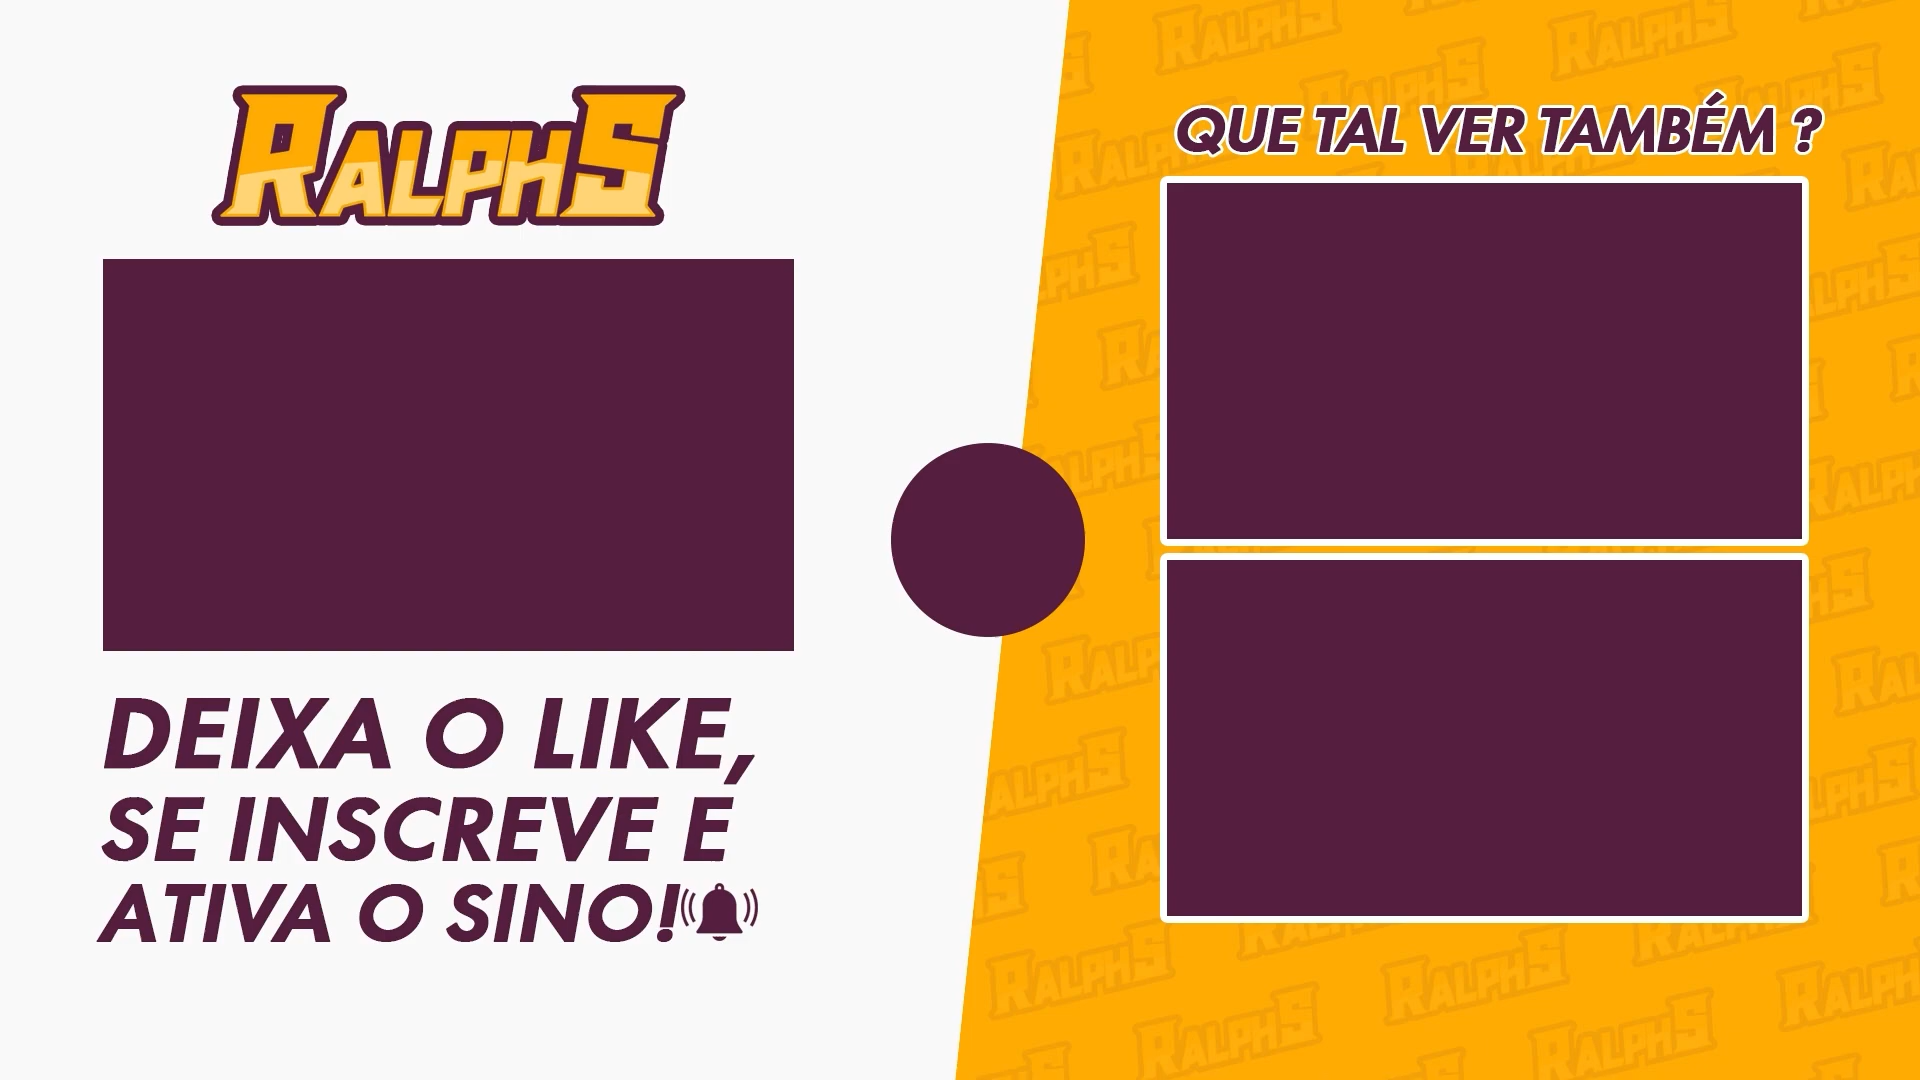 RALPHS
DEIXA O LIKE,
SE INSCREVE E
ATIVA O SINO!
QUE TAL VER TAMBÉM ?